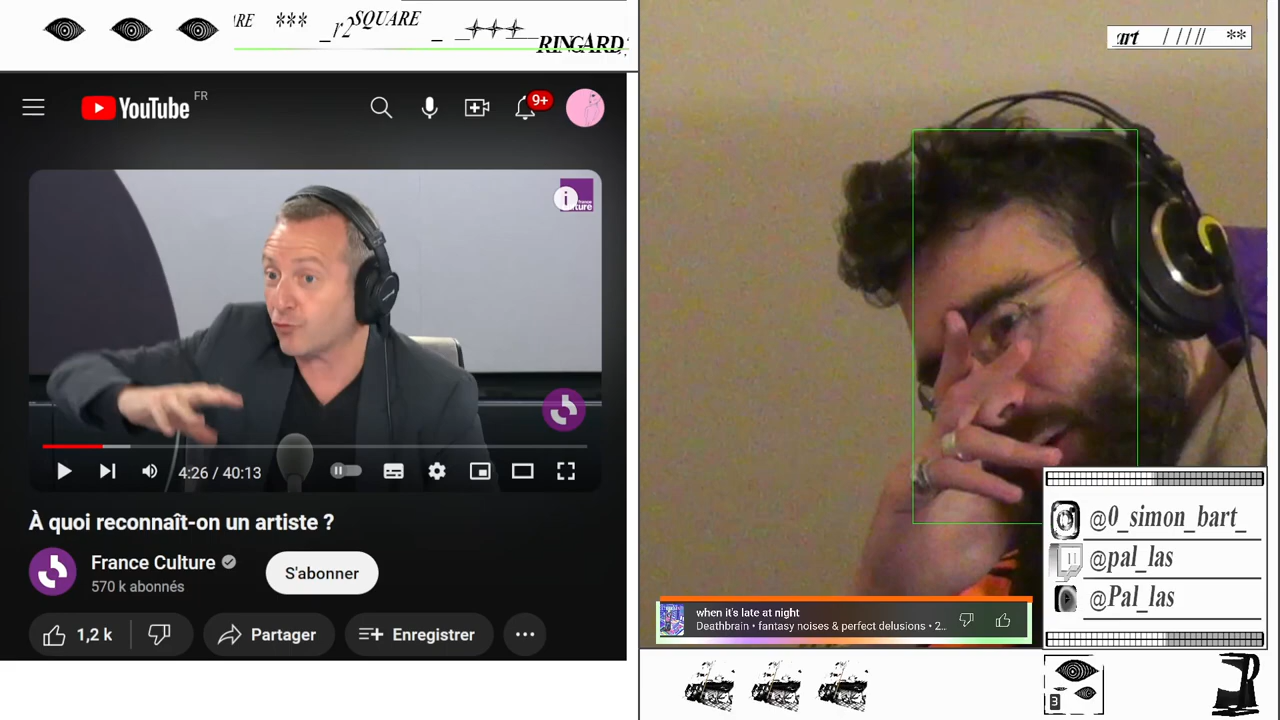 RE *** _r2SQUARE _ RINGARD
YouTube FR
9+
4:26 / 40:13
À quoi reconnaît-on un artiste ?
France Culture
570 k abonnés
S'abonner
1,2 k
Partager
Enregistrer
art ///// **
when it's late at night
Deathbrain • fantasy noises & perfect delusions • 2..
@0_simon_bart_
@pal_las
@Pal_las
3